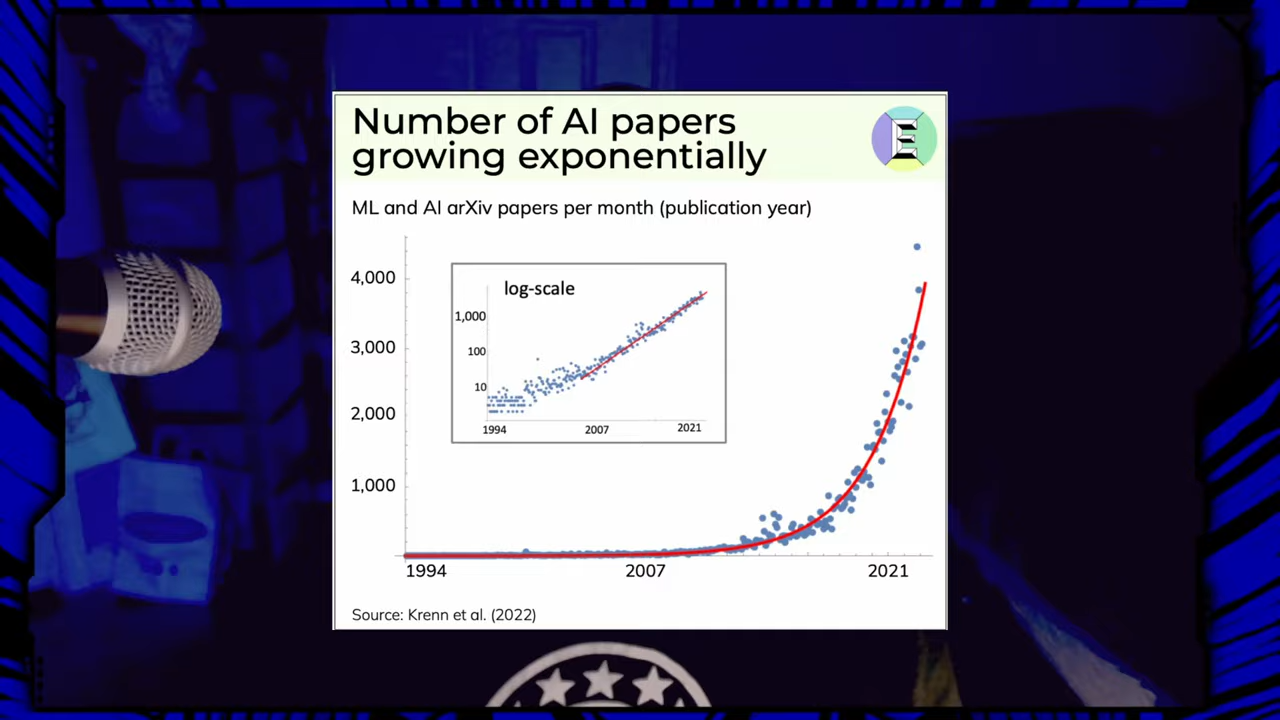 Number of AI papers
growing exponentially
E
ML and AI arXiv papers per month (publication year)
4,000
3,000
2,000
1,000
log-scale
1,000
100
10
1994
2007
2021
1994
2007
2021
Source: Krenn et al. (2022)